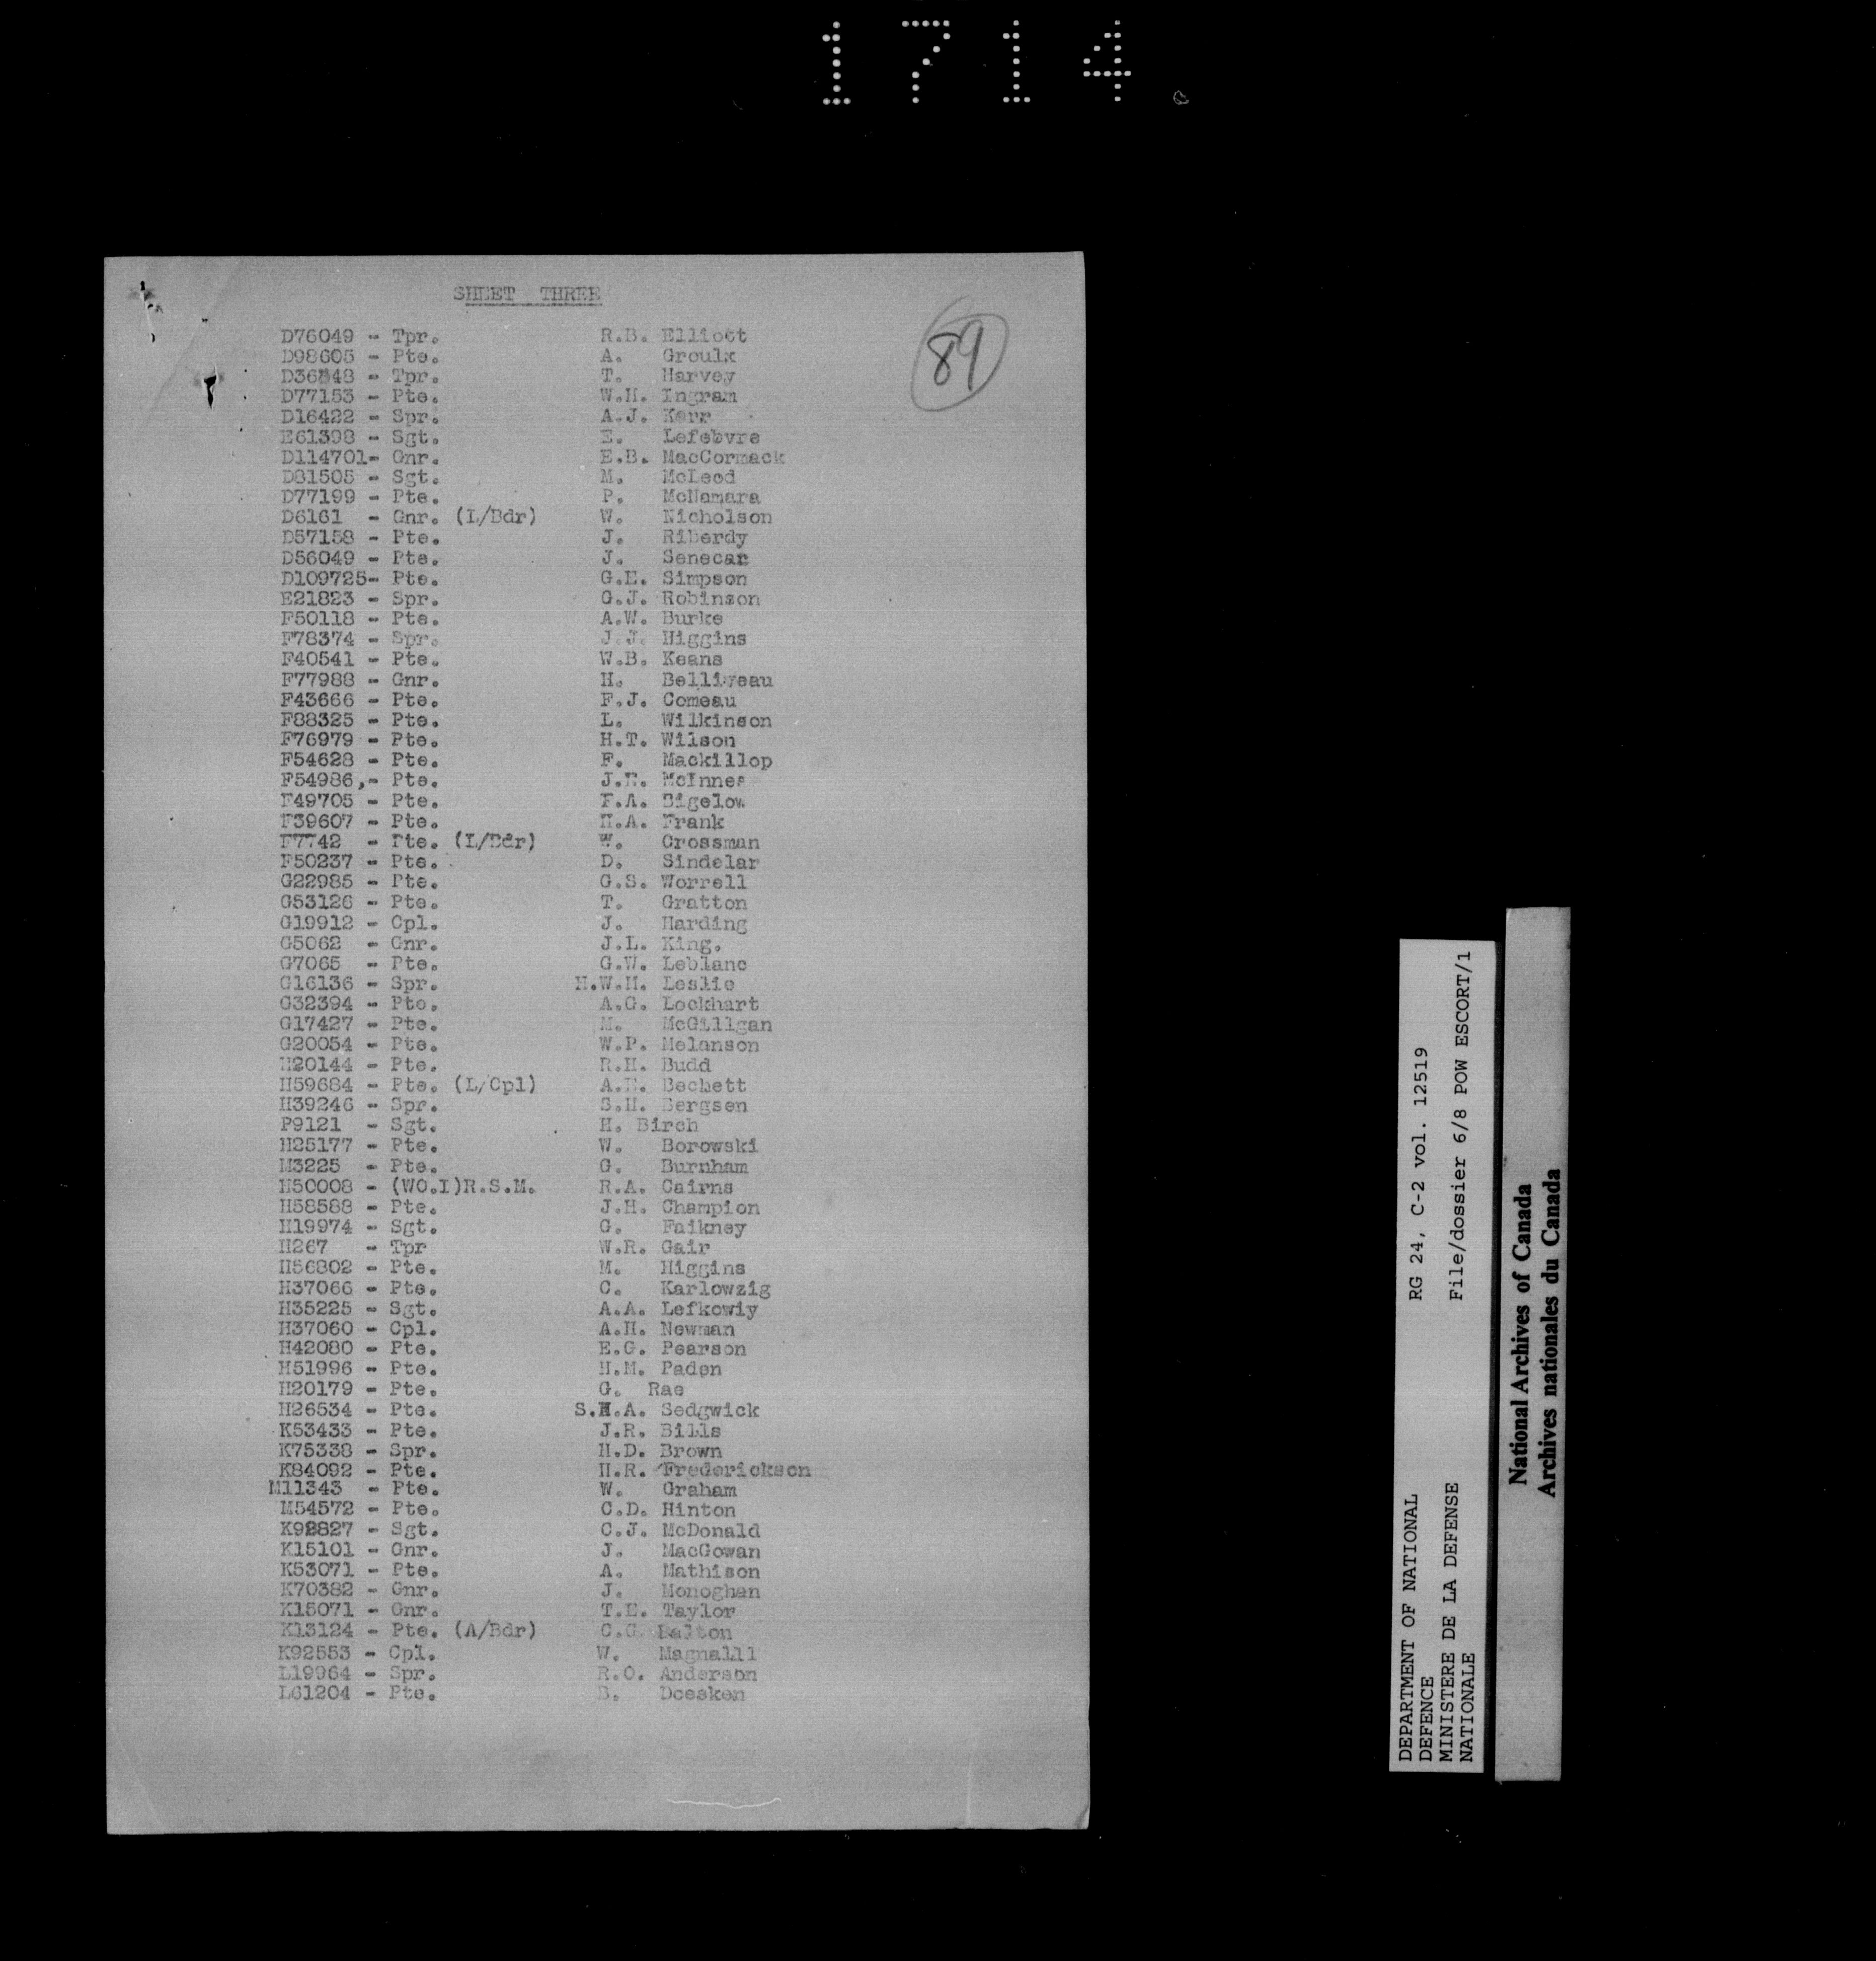 1714
SHEET THREE
89
D76049 - Tpr. R.B. Elliott
D98605 - Pte. A. Groulx
D36548 - Tpr. T. Harvey
D77153 - Pte. W.H. Ingram
D16422 - Spr. A.J. Karr
E61398 - Sgt. E. Lefebvre
D114701- Gnr. E.B. MacCormack
D81505 - Sgt. M. McLeod
D77199 - Pte. P. McNamara
D6161 - Gnr. (L/Bdr) W. Nicholson
D57158 - Pte. J. Riberdy
D56049 - Pte. J. Senecar
D109725- Pte. G.E. Simpson
E21823 - Spr. G.J. Robinson
F50118 - Pte. A.W. Burke
F78374 - Spr. J.J. Higgins
F40541 - Pte. W.B. Keans
F77988 - Gnr. H. Belliveau
F43666 - Pte. F.J. Comeau
F88325 - Pte. L. Wilkinson
F76979 - Pte. H.T. Wilson
F54628 - Pte. F. Mackillop
F54986,- Pte. J.E. McInnes
F49705 - Pte. F.A. Bigelow
F39607 - Pte. H.A. Frank
F7742 - Pte. (L/Bdr) W. Crossman
F50237 - Pte. D. Sindelar
G22985 - Pte. G.S. Worrell
G53126 - Pte. T. Gratton
G19912 - Cpl. J. Harding
G5062 - Gnr. J.L. King.
G7065 - Pte. G.W. Leblanc
G16136 - Spr. H.W.H. Leslie
G32394 - Pte. A.G. Lockhart
G17427 - Pte. M. McGillgan
G20054 - Pte. W.P. Melanson
H20144 - Pte. R.H. Budd
H59684 - Pte. (L/Cpl) A.E. Bechett
H39246 - Spr. S.H. Bergsen
P9121 - Sgt. H. Birch
H25177 - Pte. W. Borowski
M3225 - Pte. G. Burnham
H50008 - (WO.I)R.S.M. R.A. Cairns
H58588 - Pte. J.H. Champion
H19974 - Sgt. G. Faikney
H267 - Tpr W.R. Gair
H56802 - Pte. M. Higgins
H37066 - Pte. C. Karlowzig
H35225 - Sgt. A.A. Lefkowiy
H37060 - Cpl. A.H. Newman
H42080 - Pte. E.G. Pearson
H51996 - Pte. H.M. Paden
H20179 - Pte. G. Rae
H26534 - Pte. S.H.A. Sedgwick
K53433 - Pte. J.R. Bills
K75338 - Spr. H.D. Brown
K84092 - Pte. H.R. Frederickson
M11343 - Pte. W. Graham
M54572 - Pte. C.D. Hinton
K92827 - Sgt. C.J. McDonald
K15101 - Gnr. J. MacGowan
K53071 - Pte. A. Mathison
K70382 - Gnr. J. Monoghan
K15071 - Gnr. T.E. Taylor
K13124 - Pte. (A/Bdr) C.G. Dalton
K92553 - Cpl. W. Magnalll
L19964 - Spr. R.O. Anderson
L61204 - Pte. B. Doesken
DEPARTMENT OF NATIONAL RG 24, C-2 vol. 12519
DEFENCE
MINISTERE DE LA DEFENSE File/dossier 6/8 POW ESCORT/1
NATIONALE
National Archives of Canada
Archives nationales du Canada